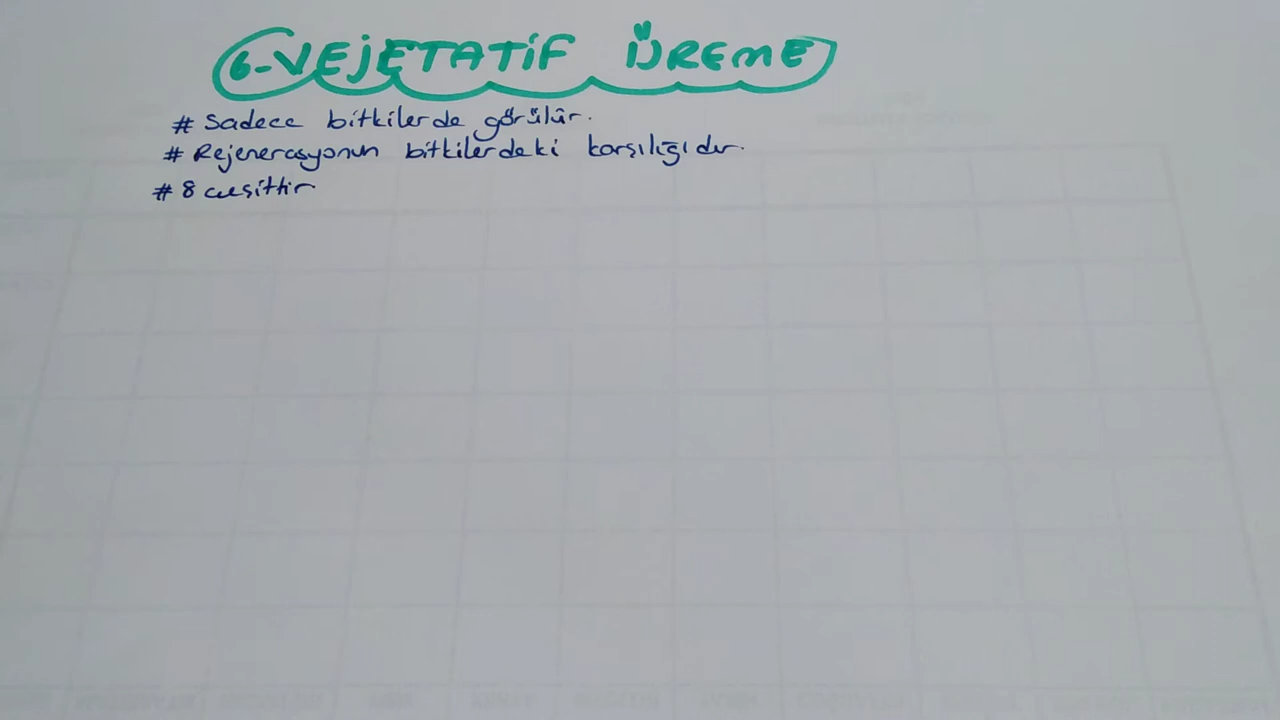 6-VEJETATİF ÜREME
# Sadece bitkilerde görülür.
# Rejenerasyonun bitkilerdeki karşılığıdır.
# 8 çeşittir